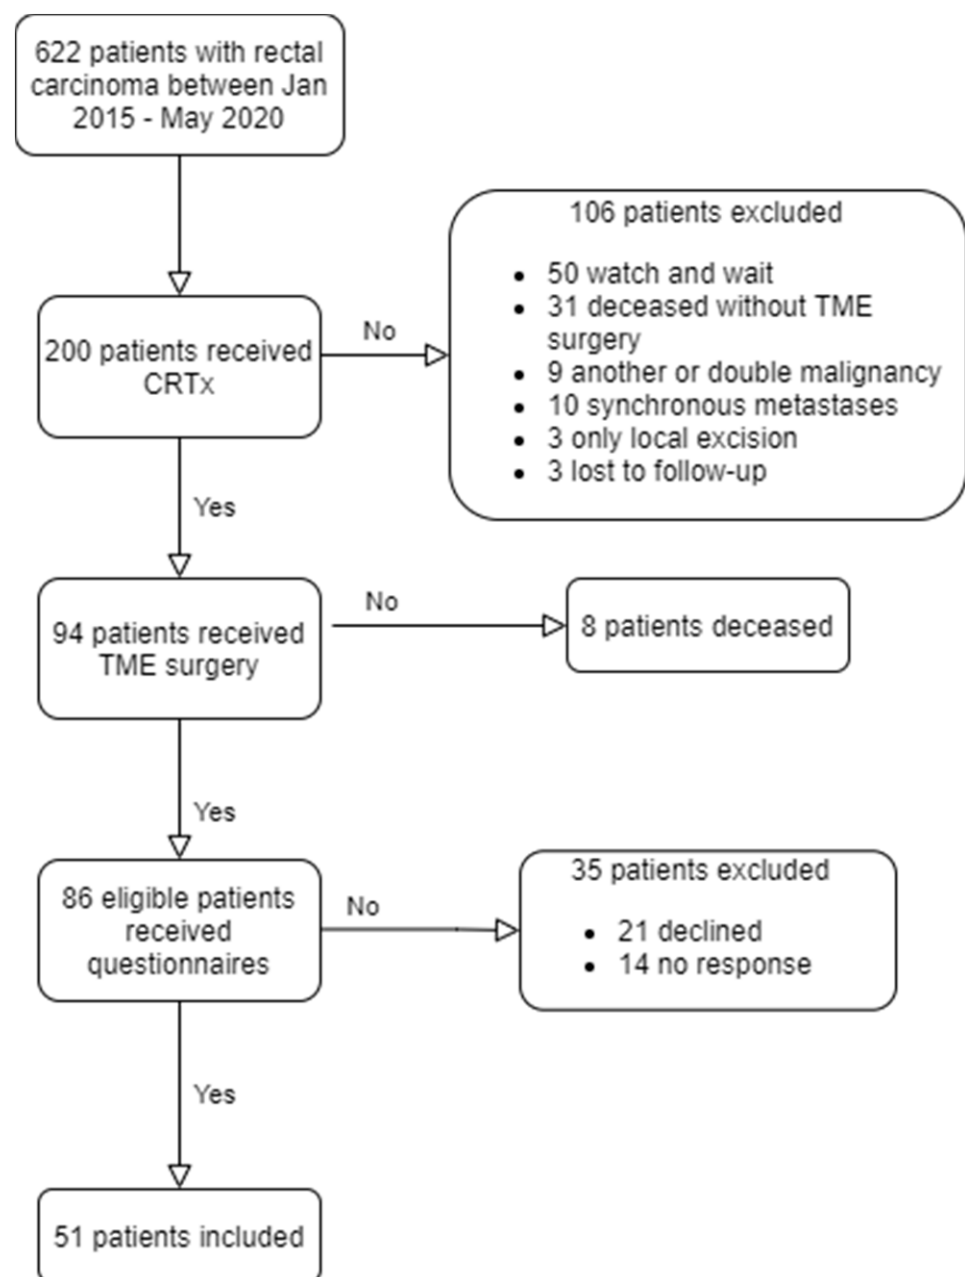 622 patients with rectal
carcinoma between Jan
2015 - May 2020
106 patients excluded
• 50 watch and wait
• 31 deceased without TME
surgery
• 9 another or double malignancy
• 10 synchronous metastases
• 3 only local excision
• 3 lost to follow-up
No
200 patients received
CRTx
Yes
No
94 patients received
TME surgery
8 patients deceased
Yes
35 patients excluded
• 21 declined
• 14 no response
No
86 eligible patients
received
questionnaires
Yes
51 patients included